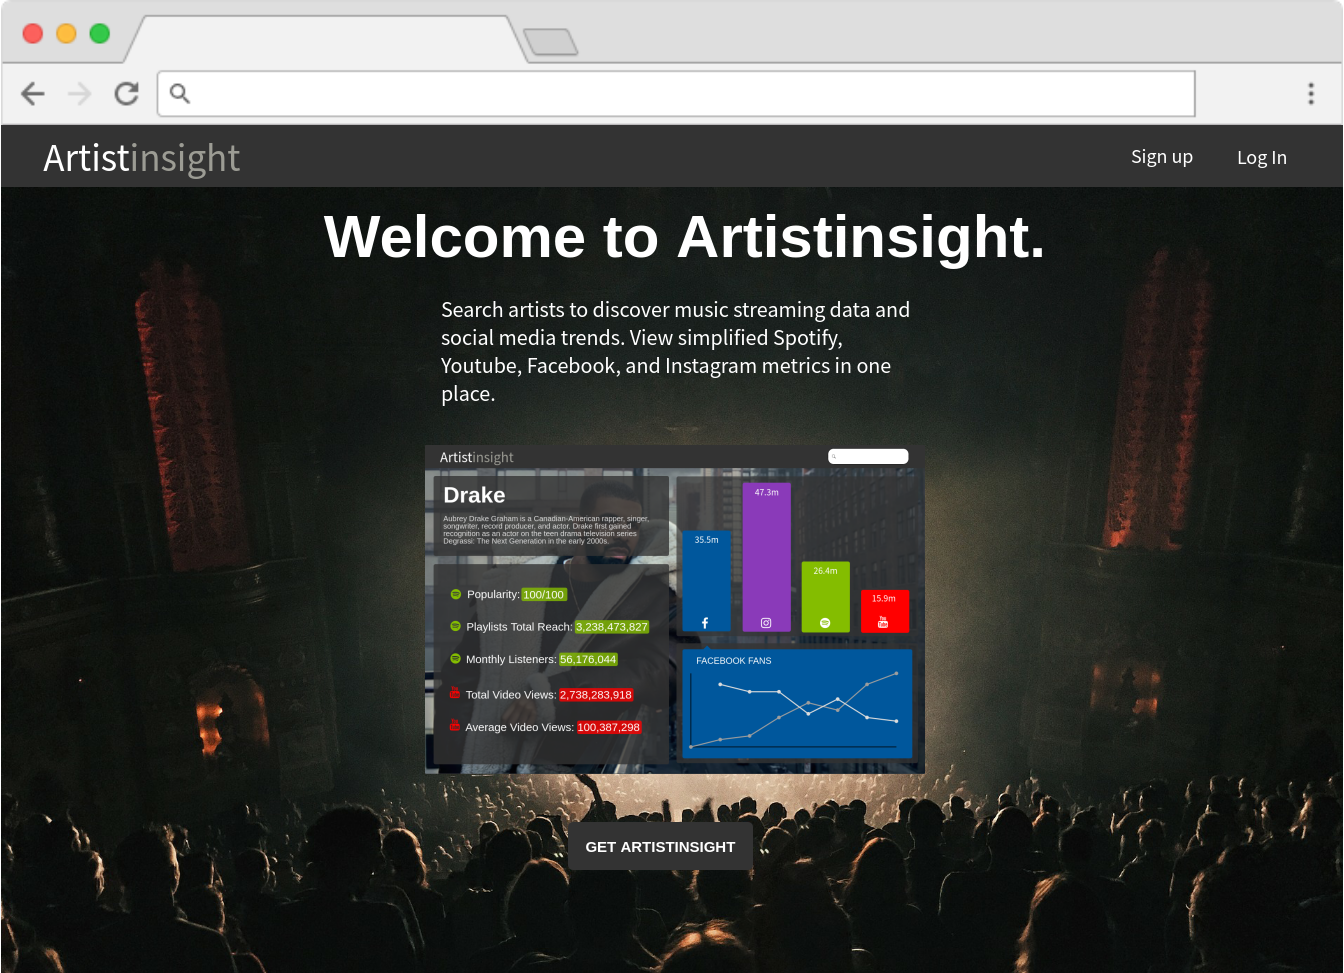 Artistinsight
Sign up
Log In
Welcome to Artistinsight.
Search artists to discover music streaming data and
social media trends. View simplified Spotify,
Youtube, Facebook, and Instagram metrics in one
place.
Artistinsight
Drake
Aubrey Drake Graham is a Canadian-American rapper, singer,
songwriter, record producer, and actor. Drake first gained
recognition as an actor on the teen drama television series
Degrassi: The Next Generation in the early 2000s.
Popularity: 100/100
Playlists Total Reach: 3,238,473,827
Monthly Listeners: 56,176,044
Total Video Views: 2,738,283,918
Average Video Views: 100,387,298
35.5m
47.3m
26.4m
15.9m
FACEBOOK FANS
GET ARTISTINSIGHT